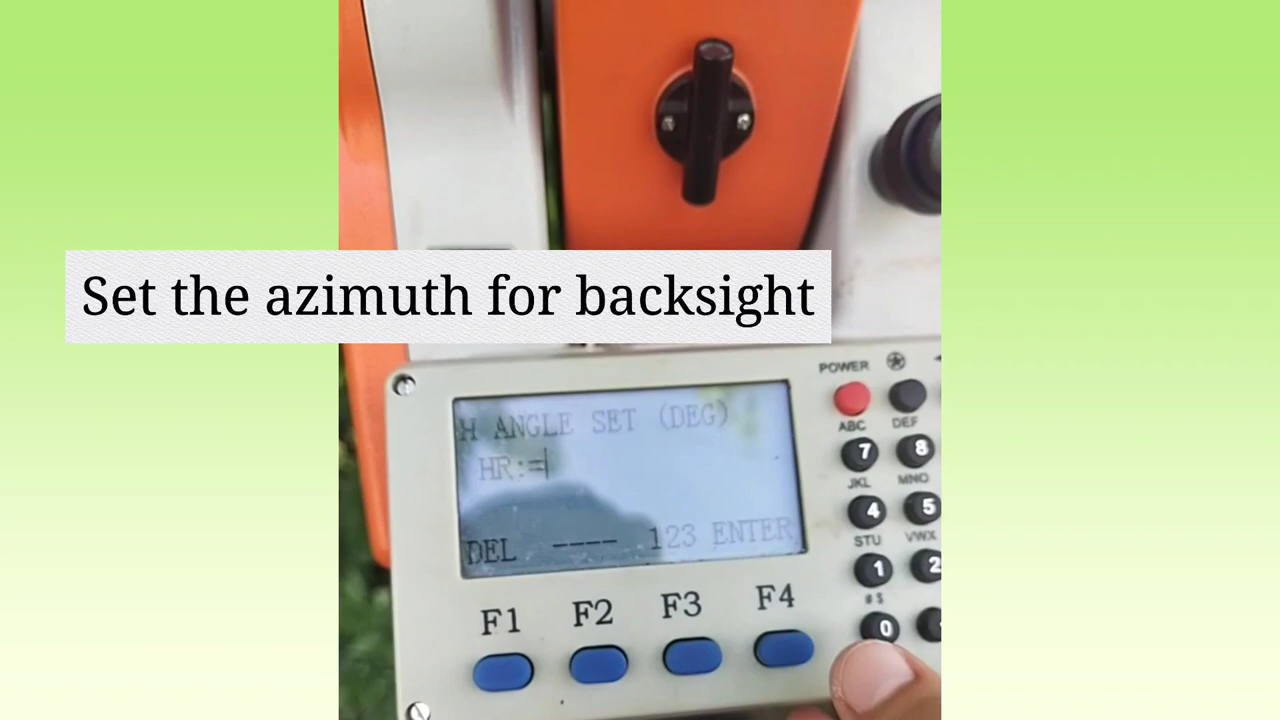 Set the azimuth for backsight
POWER
H ANGLE SET (DEG)
HR:=
DEL ---- 123 ENTER
ABC DEF
7 8
JKL MNO
4 5
STU VWX
1 2
#$
0
F1 F2 F3 F4